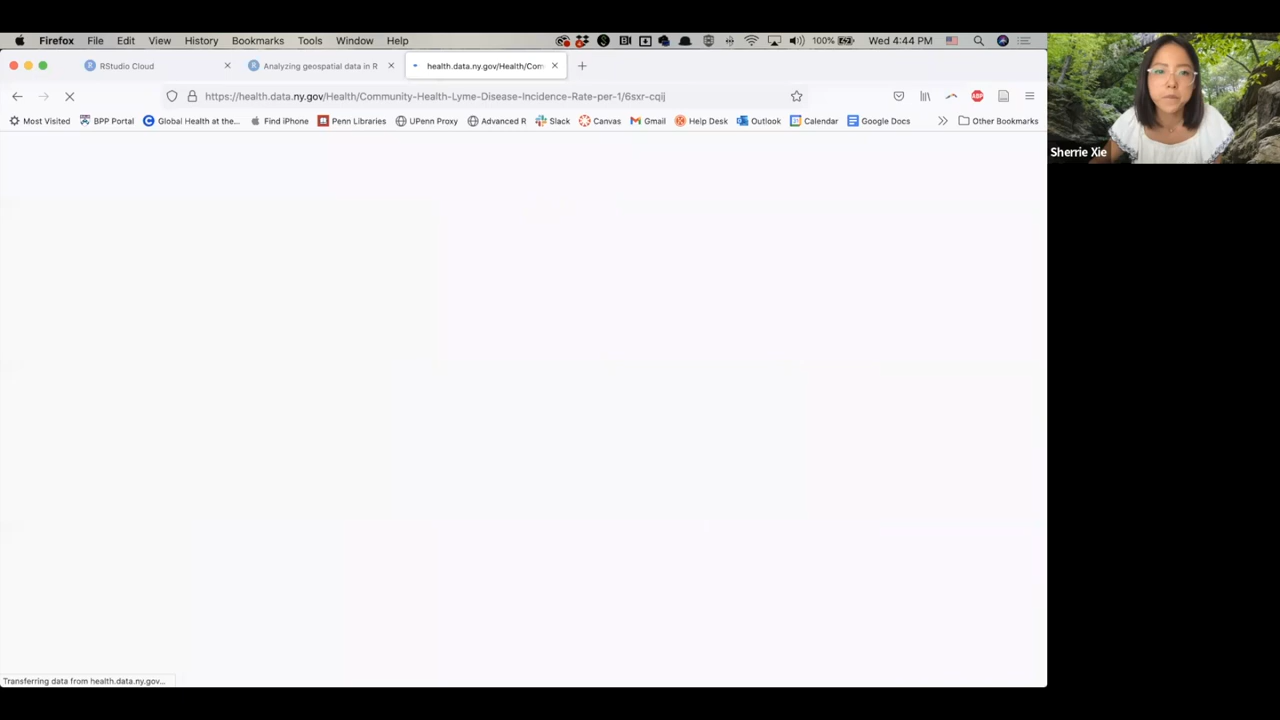 Firefox File Edit View History Bookmarks Tools Window Help 100% Wed 4:44 PM
RStudio Cloud Analyzing geospatial data in R health.data.ny.gov/Health/Com
https://health.data.ny.gov/Health/Community-Health-Lyme-Disease-Incidence-Rate-per-1/6sxr-cqij
Most Visited BPP Portal Global Health at the... Find iPhone Penn Libraries UPenn Proxy Advanced R Slack Canvas Gmail Help Desk Outlook Calendar Google Docs Other Bookmarks
Sherrie Xie
Transferring data from health.data.ny.gov...